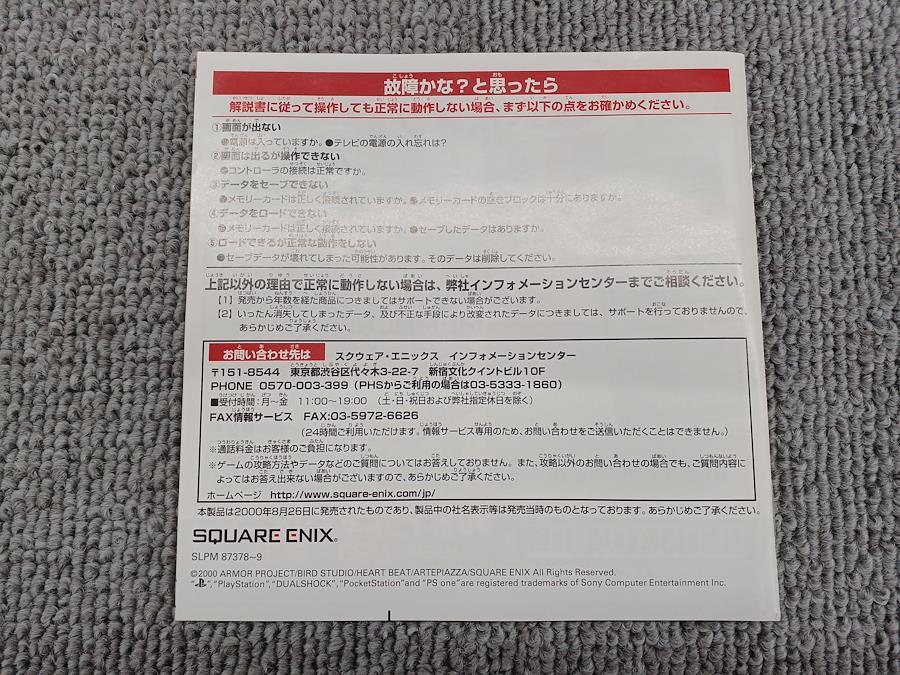 故障かな?と思ったら
解説書に従って操作しても正常に動作しない場合、まず以下の点をお確かめください。
①画面が出ない
●電源は入っていますか。●テレビの電源の入れ忘れは?
②画面は出るが操作できない
●コントローラの接続は正常ですか。
③データをセーブできない
●メモリーカードは正しく接続されていますか。●メモリーカードの空きブロックは十分にありますか。
④データをロードできない
●メモリーカードは正しく接続されていますか。●セーブしたデータはありますか。
⑤ロードできるが正常な動作をしない
●セーブデータが壊れてしまった可能性があります。そのデータは削除してください。
上記以外の理由で正常に動作しない場合は、弊社インフォメーションセンターまでご相談ください。
【1】発売から年数を経た商品につきましてはサポートできない場合がございます。
【2】いったん消失してしまったデータ、及び不正な手段により改変されたデータにつきましては、サポートを行っておりませんので、
あらかじめご了承ください。
お問い合わせ先は スクウェア・エニックス インフォメーションセンター
〒151-8544 東京都渋谷区代々木3-22-7 新宿文化クイントビル10F
PHONE 0570-003-399(PHSからご利用の場合は03-5333-1860)
■受付時間:月〜金 11:00〜19:00 (土・日・祝日および弊社指定休日を除く)
FAX情報サービス FAX:03-5972-6626
(24時間ご利用いただけます。情報サービス専用のため、お問い合わせをご送信いただくことはできません。)
※通話料金はお客様のご負担になります。
※ゲームの攻略方法やデータなどのご質問についてはお答えしておりません。また、攻略以外のお問い合わせの場合でも、ご質問内容に
よってはお答え出来ない場合がございますので、あらかじめご了承ください。
ホームページ http://www.square-enix.com/jp/
本製品は2000年8月26日に発売されたものであり、製品中の社名表示等は発売当時のものとなっております。あらかじめご了承ください。
SQUARE ENIX®
SLPM 87378~9
©2000 ARMOR PROJECT/BIRD STUDIO/HEART BEAT/ARTEPIAZZA/SQUARE ENIX All Rights Reserved.
" ", "PlayStation", "DUALSHOCK", "PocketStation" and "PS one" are registered trademarks of Sony Computer Entertainment Inc.